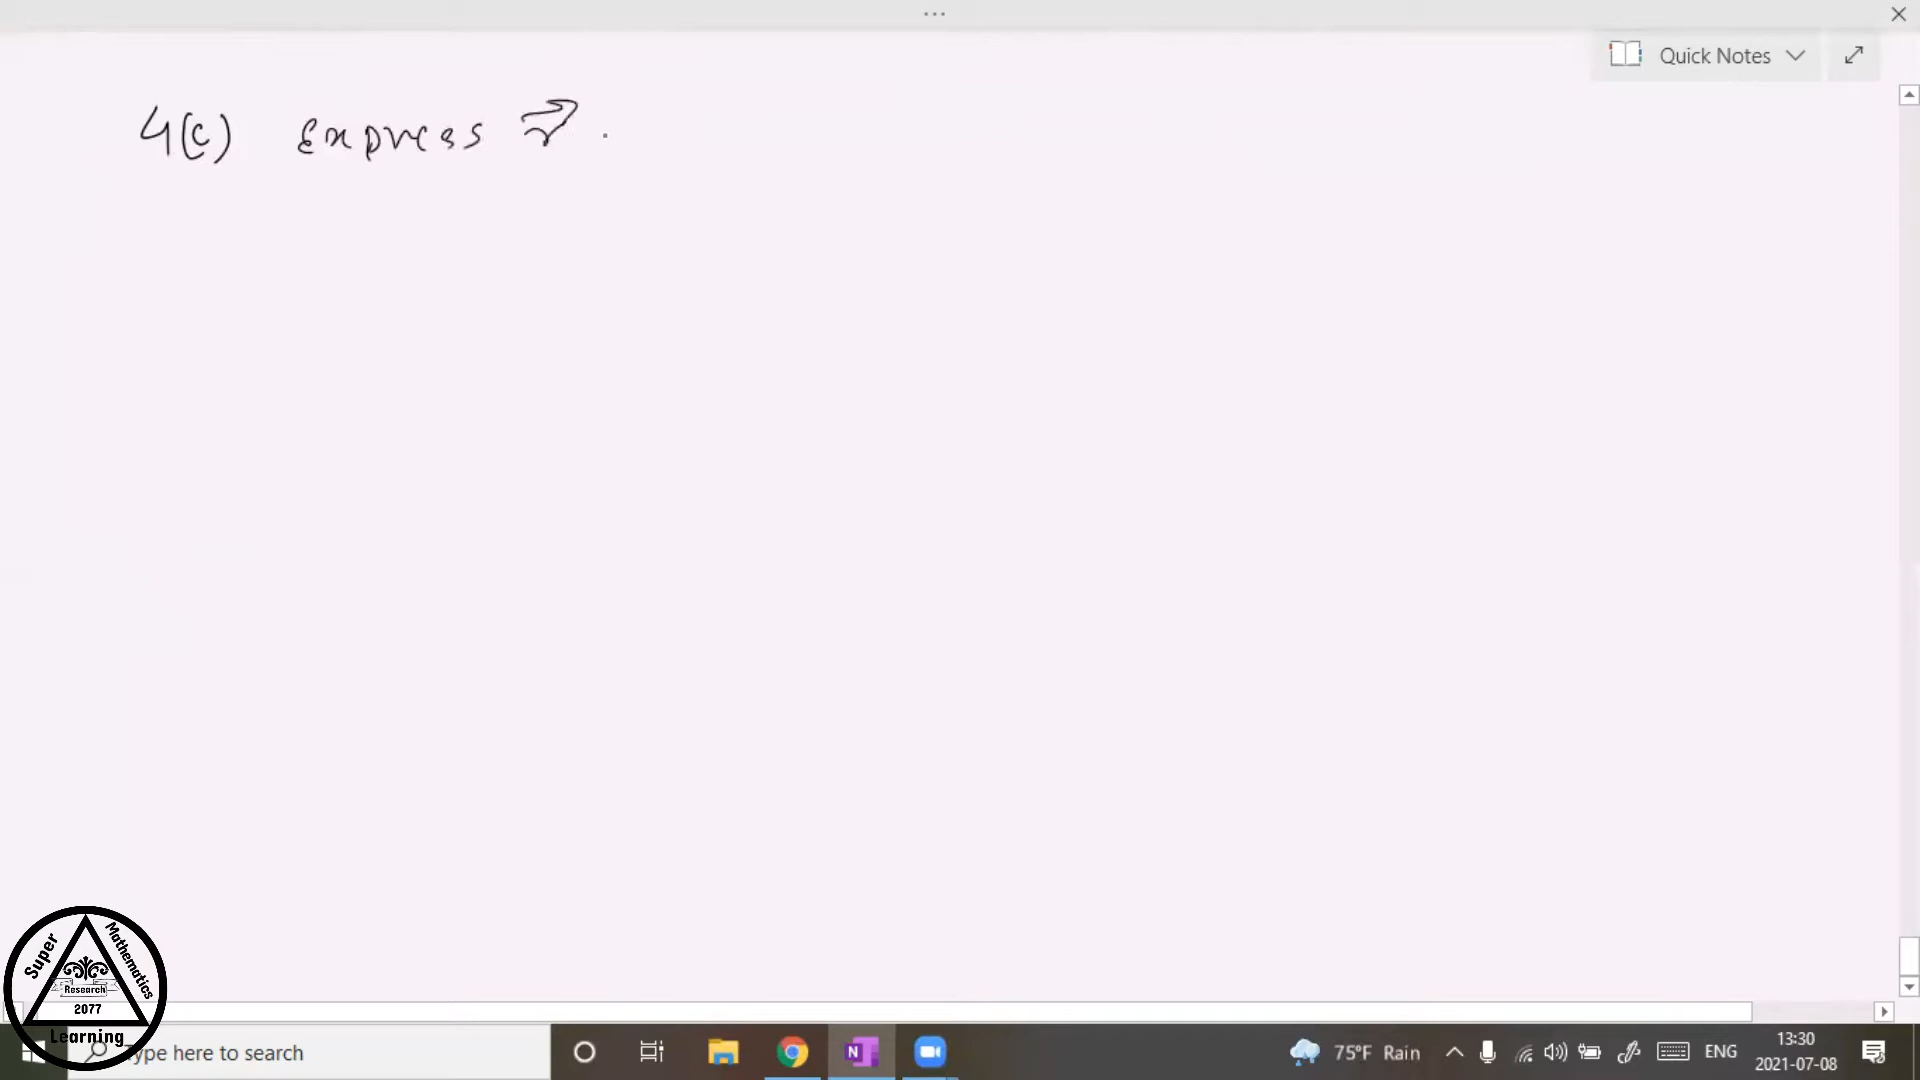 Quick Notes
4(c) Express r⃗ .
Super
Mathematics
Research
2077
Learning
Type here to search
75°F Rain
ENG
13:30
2021-07-08